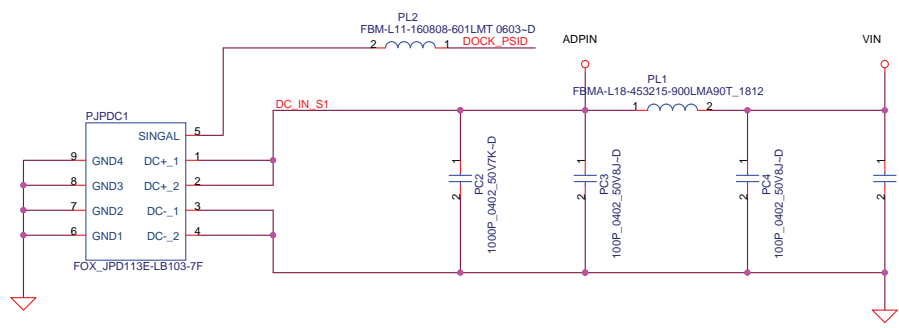 PL2
FBM-L11-160808-601LMT 0603~D
2
1
DOCK_PSID
ADPIN
VIN
PL1
FBMA-L18-453215-900LMA90T_1812
1
2
DC_IN_S1
PJPDC1
SINGAL
5
9
GND4
DC+_1
1
8
GND3
DC+_2
2
7
GND2
DC-_1
3
6
GND1
DC-_2
4
FOX_JPD113E-LB103-7F
1
2
PC2
1000P_0402_50V7K~D
1
2
PC3
100P_0402_50V8J~D
1
2
PC4
100P_0402_50V8J~D
1
2